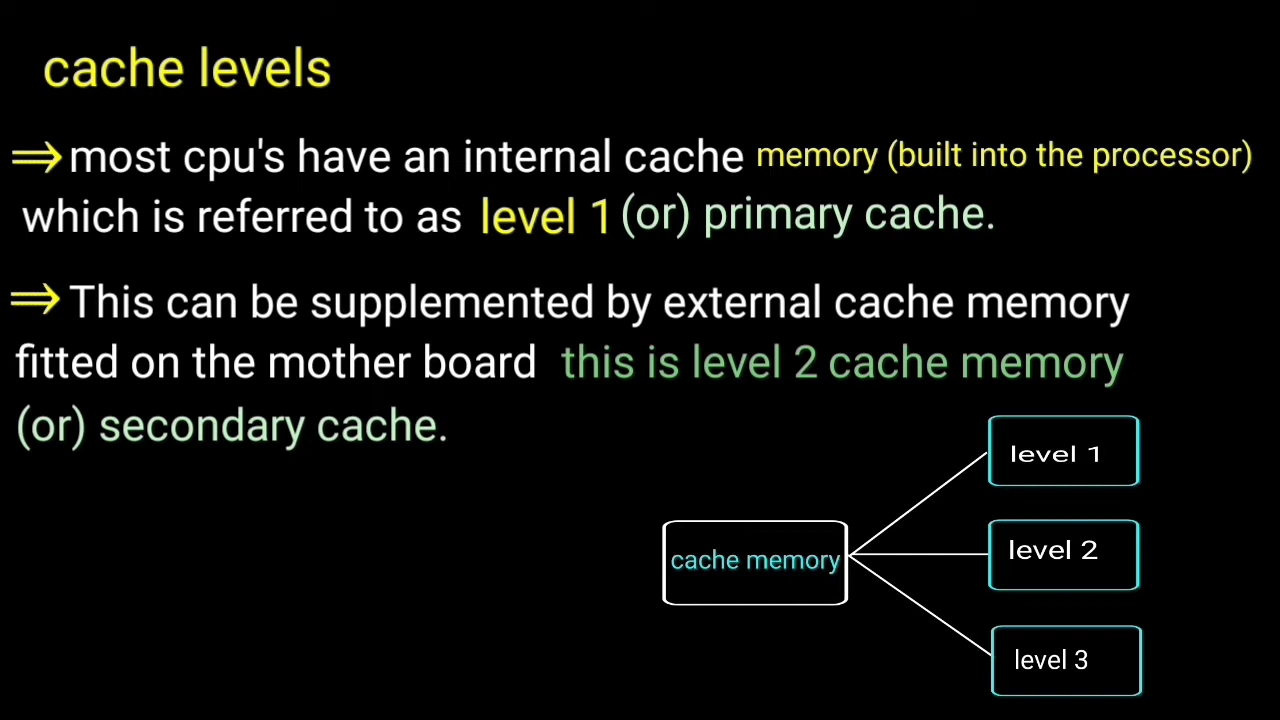 cache levels
⇒ most cpu's have an internal cache memory (built into the processor)
which is referred to as level 1 (or) primary cache.
⇒ This can be supplemented by external cache memory
fitted on the mother board this is level 2 cache memory
(or) secondary cache.
level 1
cache memory
level 2
level 3